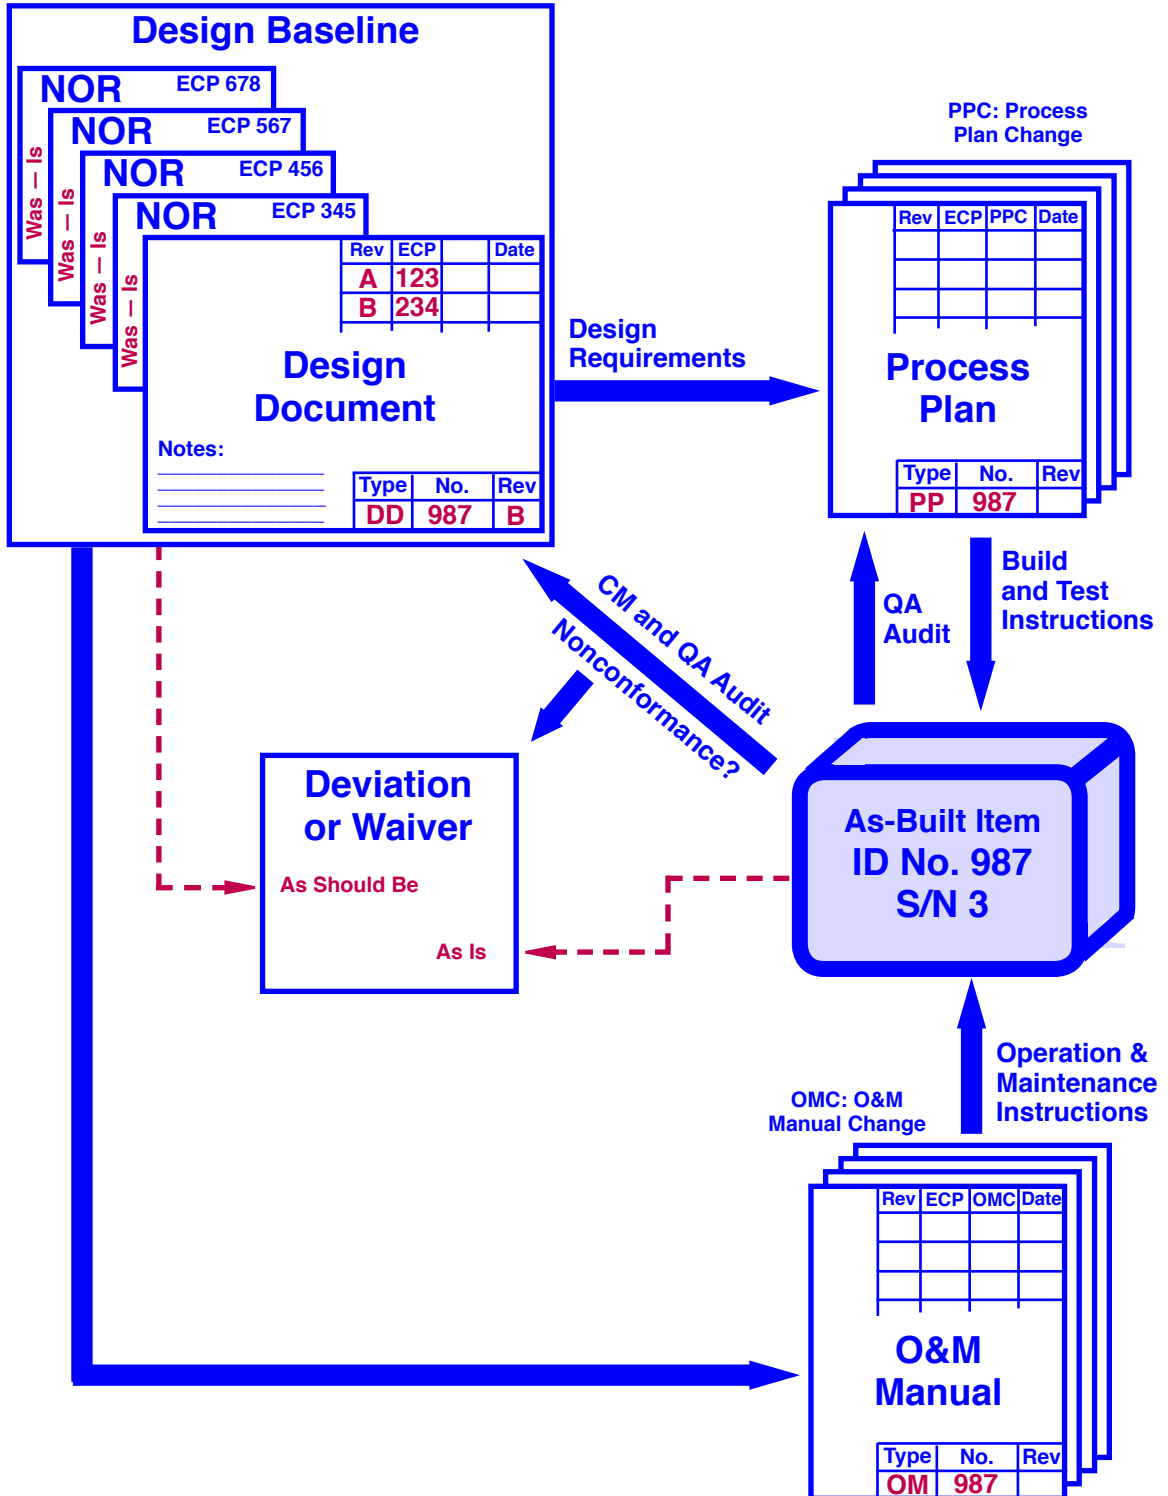 Design Baseline
NOR ECP 678
Was — Is
NOR ECP 567
Was — Is
NOR ECP 456
Was — Is
NOR ECP 345
Was — Is
Rev ECP Date
A 123
B 234
Design
Document
Notes:
Type No. Rev
DD 987 B
Design
Requirements
PPC: Process
Plan Change
Rev ECP PPC Date
Process
Plan
Type No. Rev
PP 987
QA
Audit
Build
and Test
Instructions
CM and QA Audit
Nonconformance?
Deviation
or Waiver
As Should Be
As Is
As-Built Item
ID No. 987
S/N 3
Operation &
Maintenance
Instructions
OMC: O&M
Manual Change
Rev ECP OMC Date
O&M
Manual
Type No. Rev
OM 987